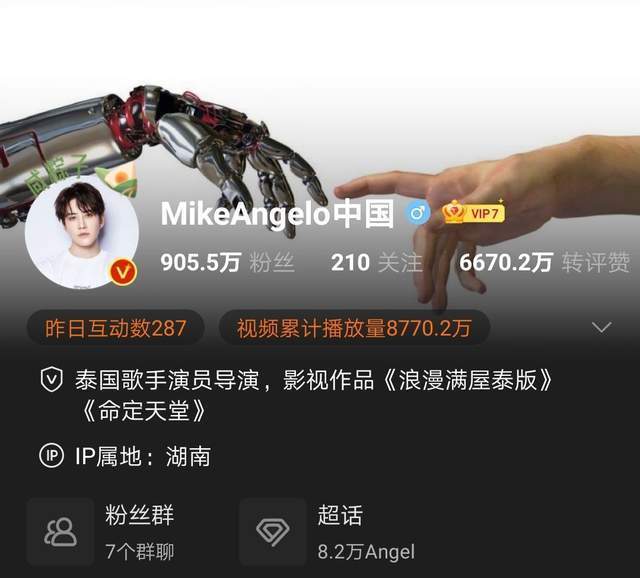 MikeAngelo中国 VIP7
905.5万 粉丝 210 关注 6670.2万 转评赞
昨日互动数287 视频累计播放量8770.2万
泰国歌手演员导演，影视作品《浪漫满屋泰版》
《命定天堂》
IP IP属地：湖南
粉丝群 超话
7个群聊 8.2万Angel